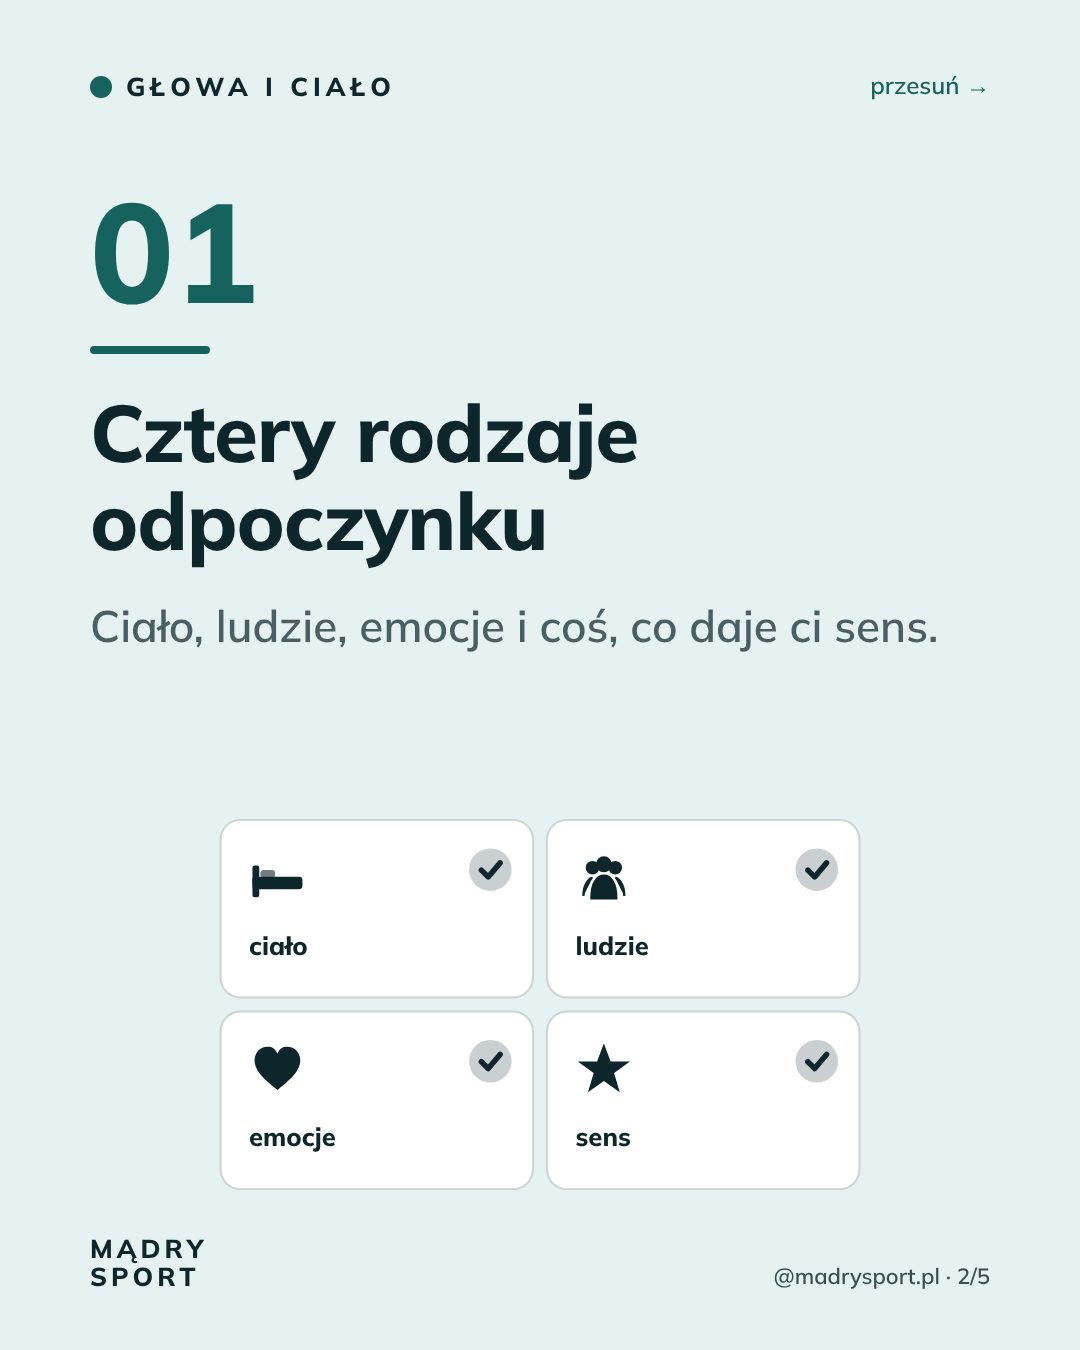 GŁOWA I CIAŁO
przesuń →
01
Cztery rodzaje
odpoczynku
Ciało, ludzie, emocje i coś, co daje ci sens.
ciało
ludzie
emocje
sens
MĄDRY
SPORT
@madrysport.pl · 2/5